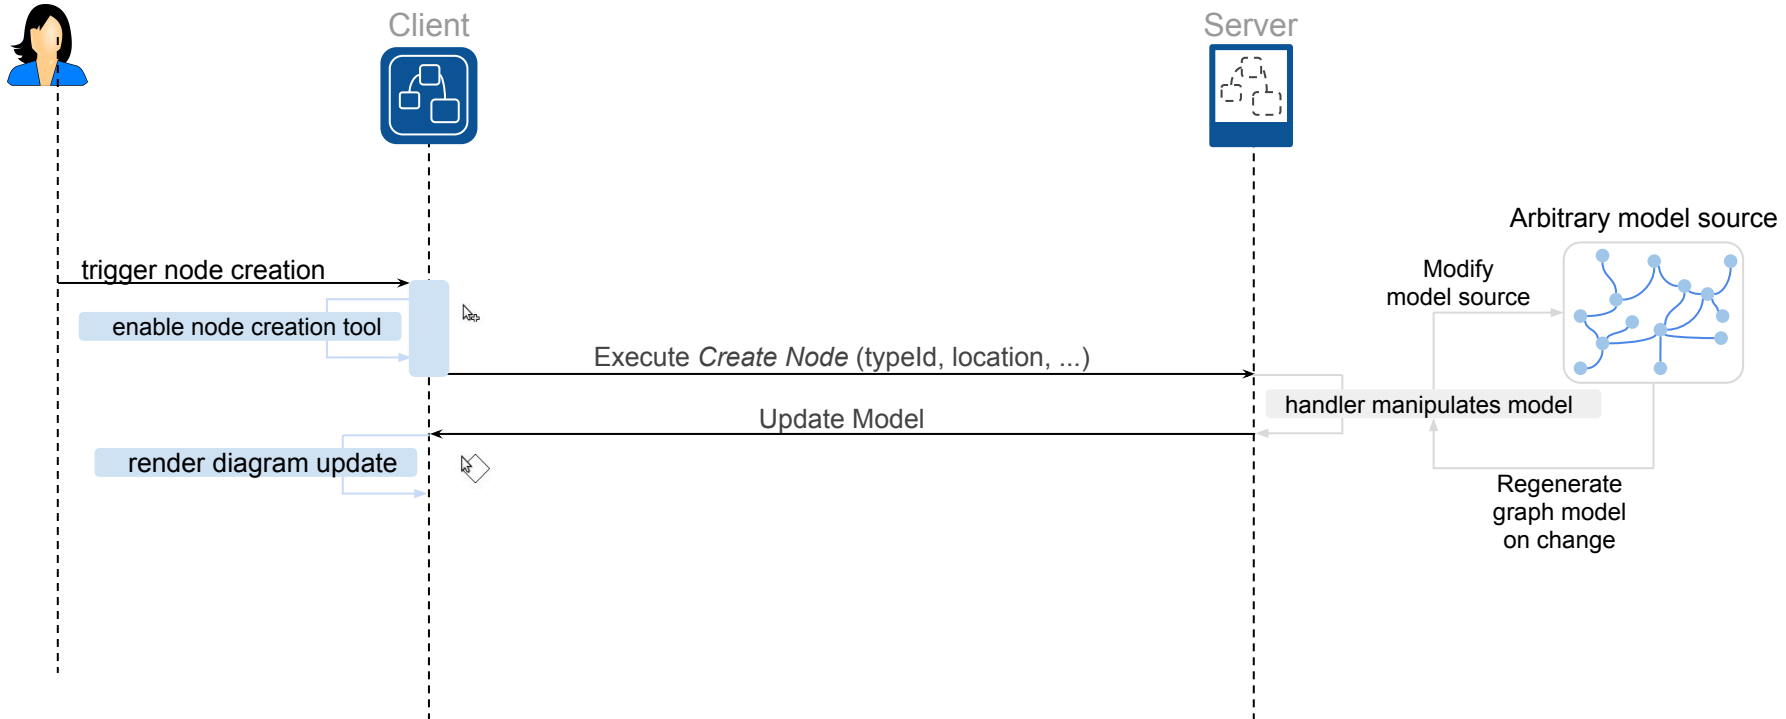 Client
Server
Arbitrary model source
trigger node creation
Modify
model source
enable node creation tool
Execute Create Node (typeId, location, ...)
handler manipulates model
Update Model
render diagram update
Regenerate
graph model
on change